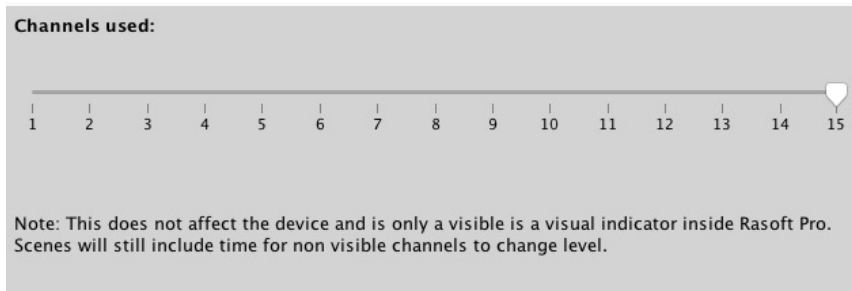 Channels used:
1 2 3 4 5 6 7 8 9 10 11 12 13 14 15
Note: This does not affect the device and is only a visible is a visual indicator inside Rasoft Pro.
Scenes will still include time for non visible channels to change level.